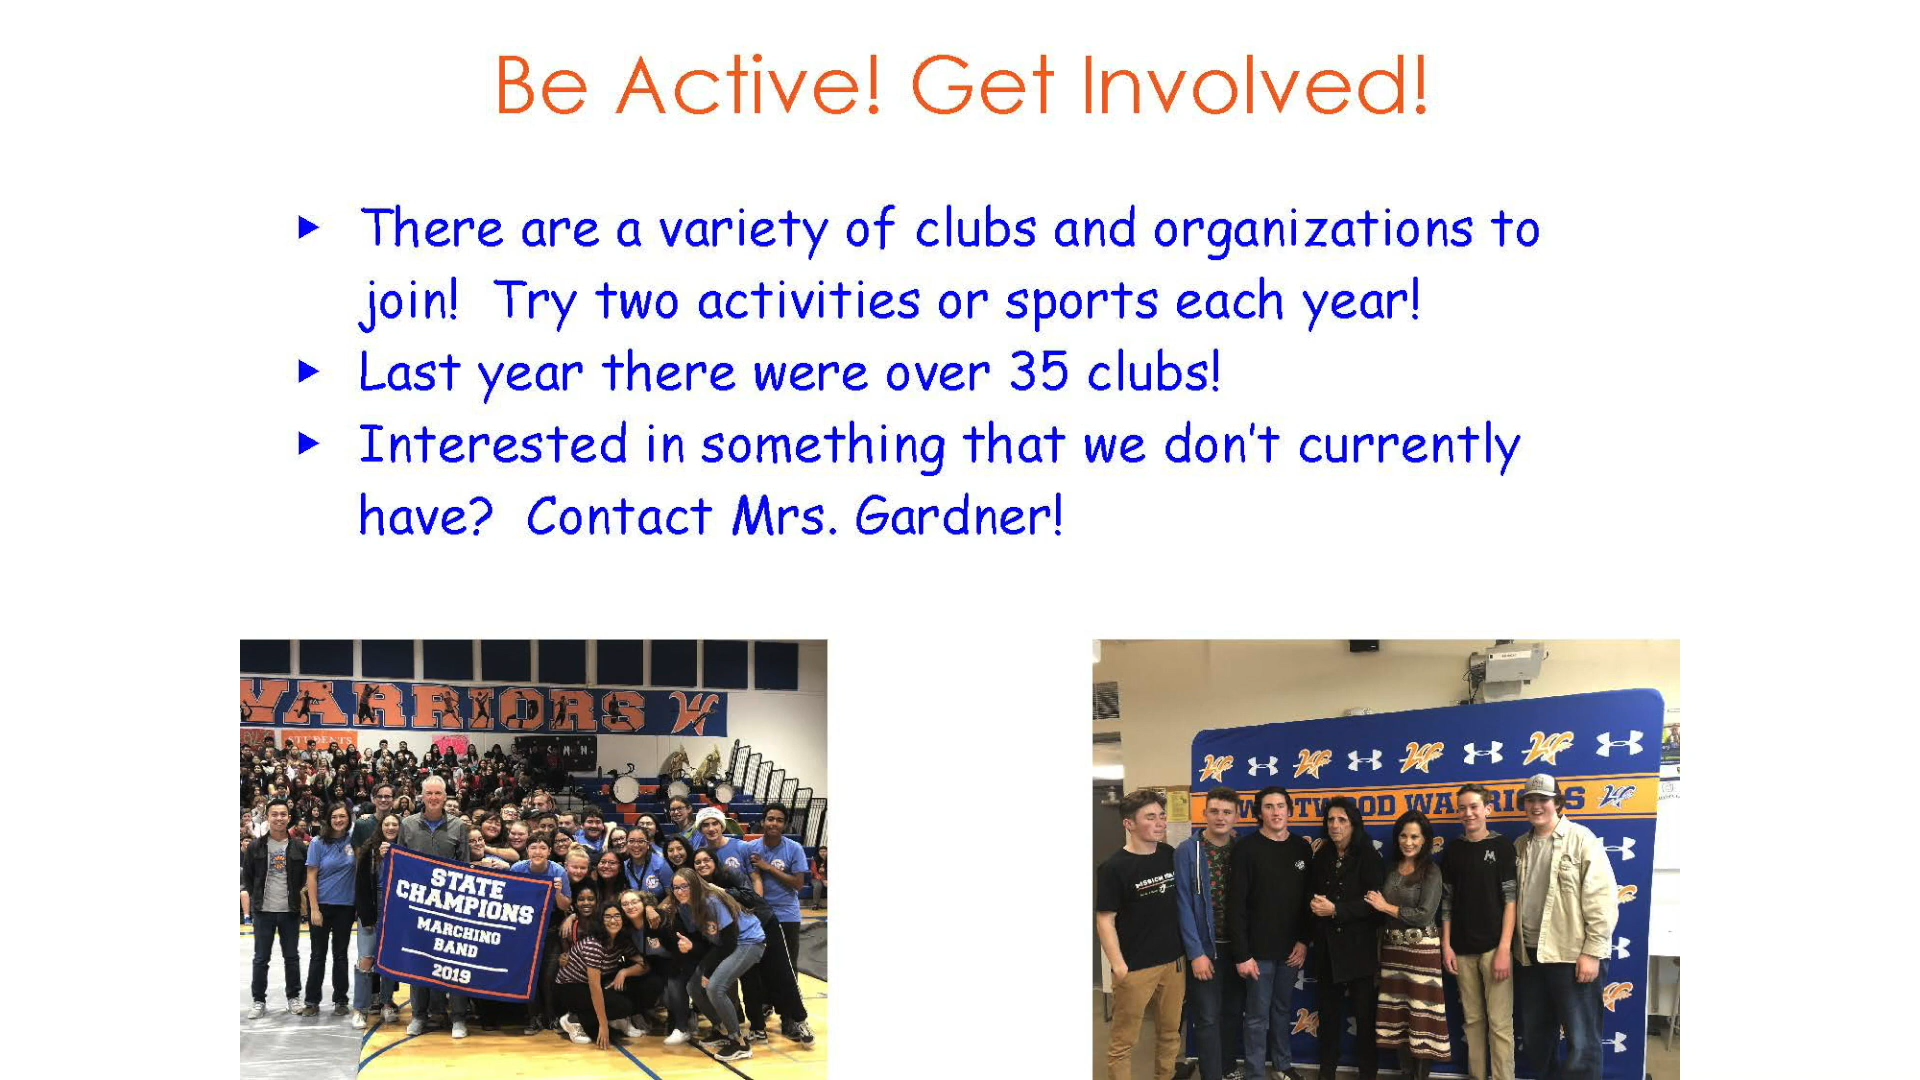 Be Active! Get Involved!
▶ There are a variety of clubs and organizations to
join!  Try two activities or sports each year!
▶ Last year there were over 35 clubs!
▶ Interested in something that we don't currently
have?  Contact Mrs. Gardner!
WARRIORS W
STUDENTS
STATE
CHAMPIONS
MARCHING
BAND
2019
WESTWOOD WARRIORS